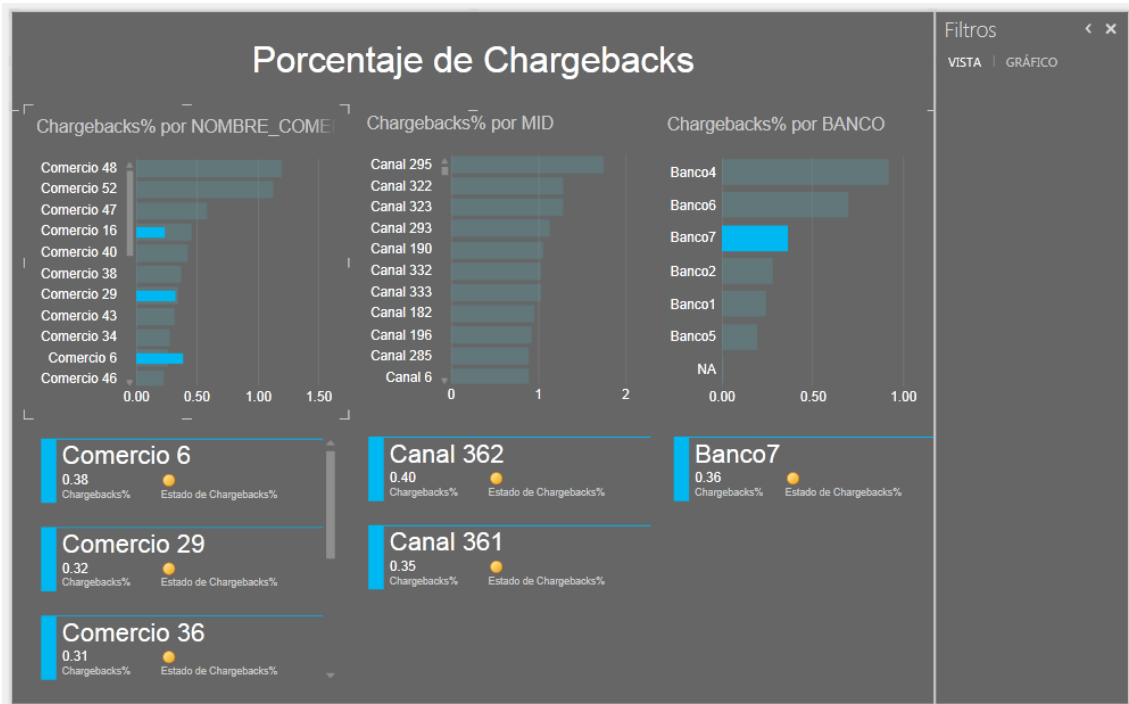 Porcentaje de Chargebacks
Filtros
VISTA | GRÁFICO
Chargebacks% por NOMBRE_COME
Comercio 48
Comercio 52
Comercio 47
Comercio 16
Comercio 40
Comercio 38
Comercio 29
Comercio 43
Comercio 34
Comercio 6
Comercio 46
0.00 0.50 1.00 1.50
Chargebacks% por MID
Canal 295
Canal 322
Canal 323
Canal 293
Canal 190
Canal 332
Canal 333
Canal 182
Canal 196
Canal 285
Canal 6
0 1 2
Chargebacks% por BANCO
Banco4
Banco6
Banco7
Banco2
Banco1
Banco5
NA
0.00 0.50 1.00
Comercio 6
0.38
Chargebacks% Estado de Chargebacks%
Comercio 29
0.32
Chargebacks% Estado de Chargebacks%
Comercio 36
0.31
Chargebacks% Estado de Chargebacks%
Canal 362
0.40
Chargebacks% Estado de Chargebacks%
Canal 361
0.35
Chargebacks% Estado de Chargebacks%
Banco7
0.36
Chargebacks% Estado de Chargebacks%